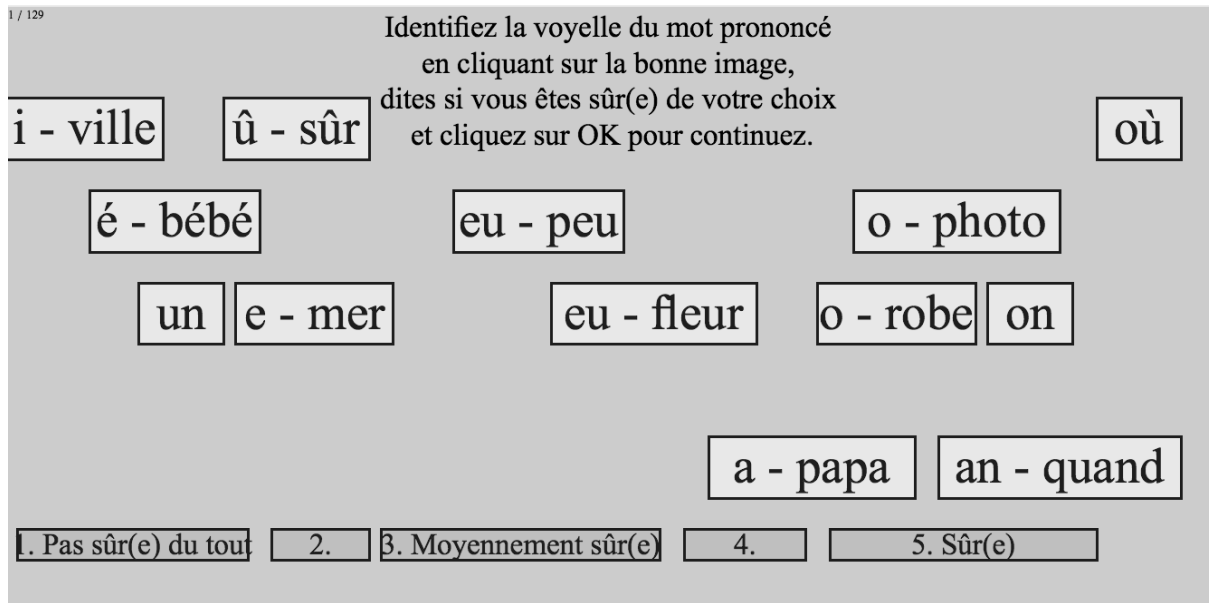 1 / 129
Identifiez la voyelle du mot prononcé
en cliquant sur la bonne image,
dites si vous êtes sûr(e) de votre choix
et cliquez sur OK pour continuez.
i - ville
û - sûr
où
é - bébé
eu - peu
o - photo
un
e - mer
eu - fleur
o - robe
on
a - papa
an - quand
1. Pas sûr(e) du tout
2.
3. Moyennement sûr(e)
4.
5. Sûr(e)